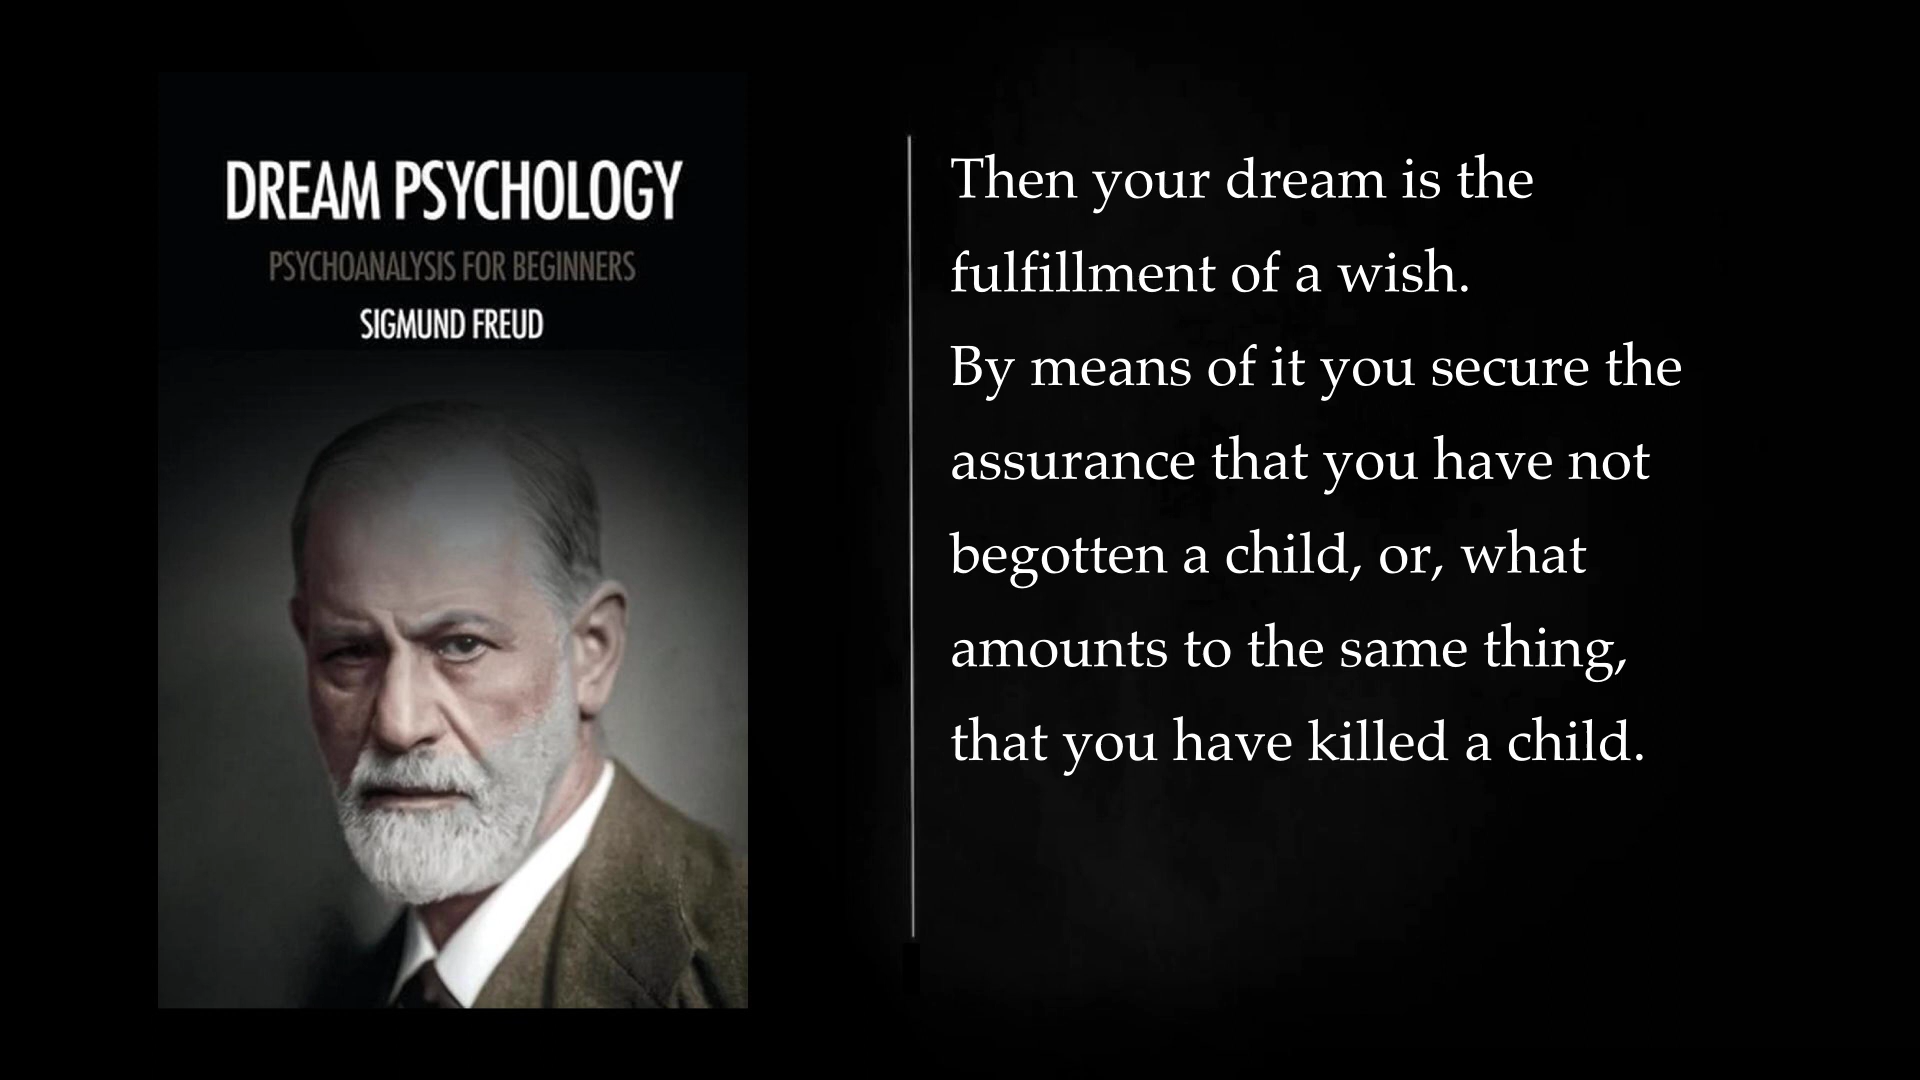 DREAM PSYCHOLOGY
PSYCHOANALYSIS FOR BEGINNERS
SIGMUND FREUD
Then your dream is the
fulfillment of a wish.
By means of it you secure the
assurance that you have not
begotten a child, or, what
amounts to the same thing,
that you have killed a child.